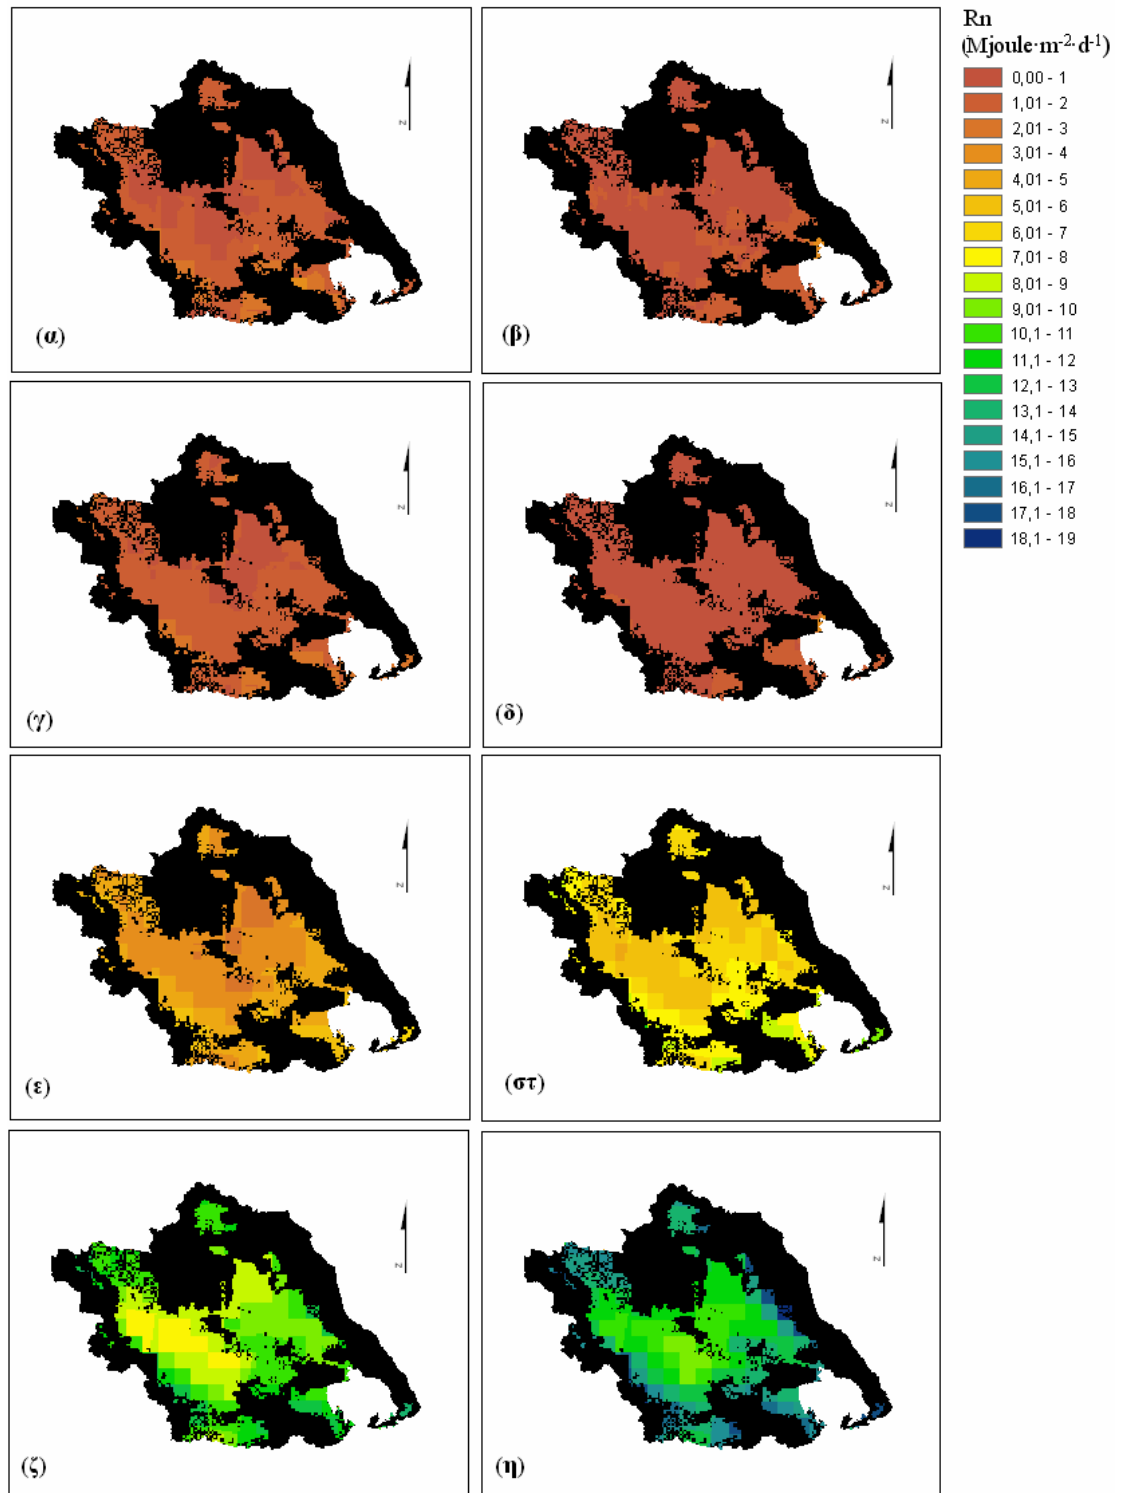 Rn
(Mjoule·m-2·d-1)
0,00 - 1
1,01 - 2
2,01 - 3
3,01 - 4
4,01 - 5
5,01 - 6
6,01 - 7
7,01 - 8
8,01 - 9
9,01 - 10
10,1 - 11
11,1 - 12
12,1 - 13
13,1 - 14
14,1 - 15
15,1 - 16
16,1 - 17
17,1 - 18
18,1 - 19
N
(α)
N
(β)
N
(γ)
N
(δ)
N
(ε)
N
(στ)
N
(ζ)
N
(η)